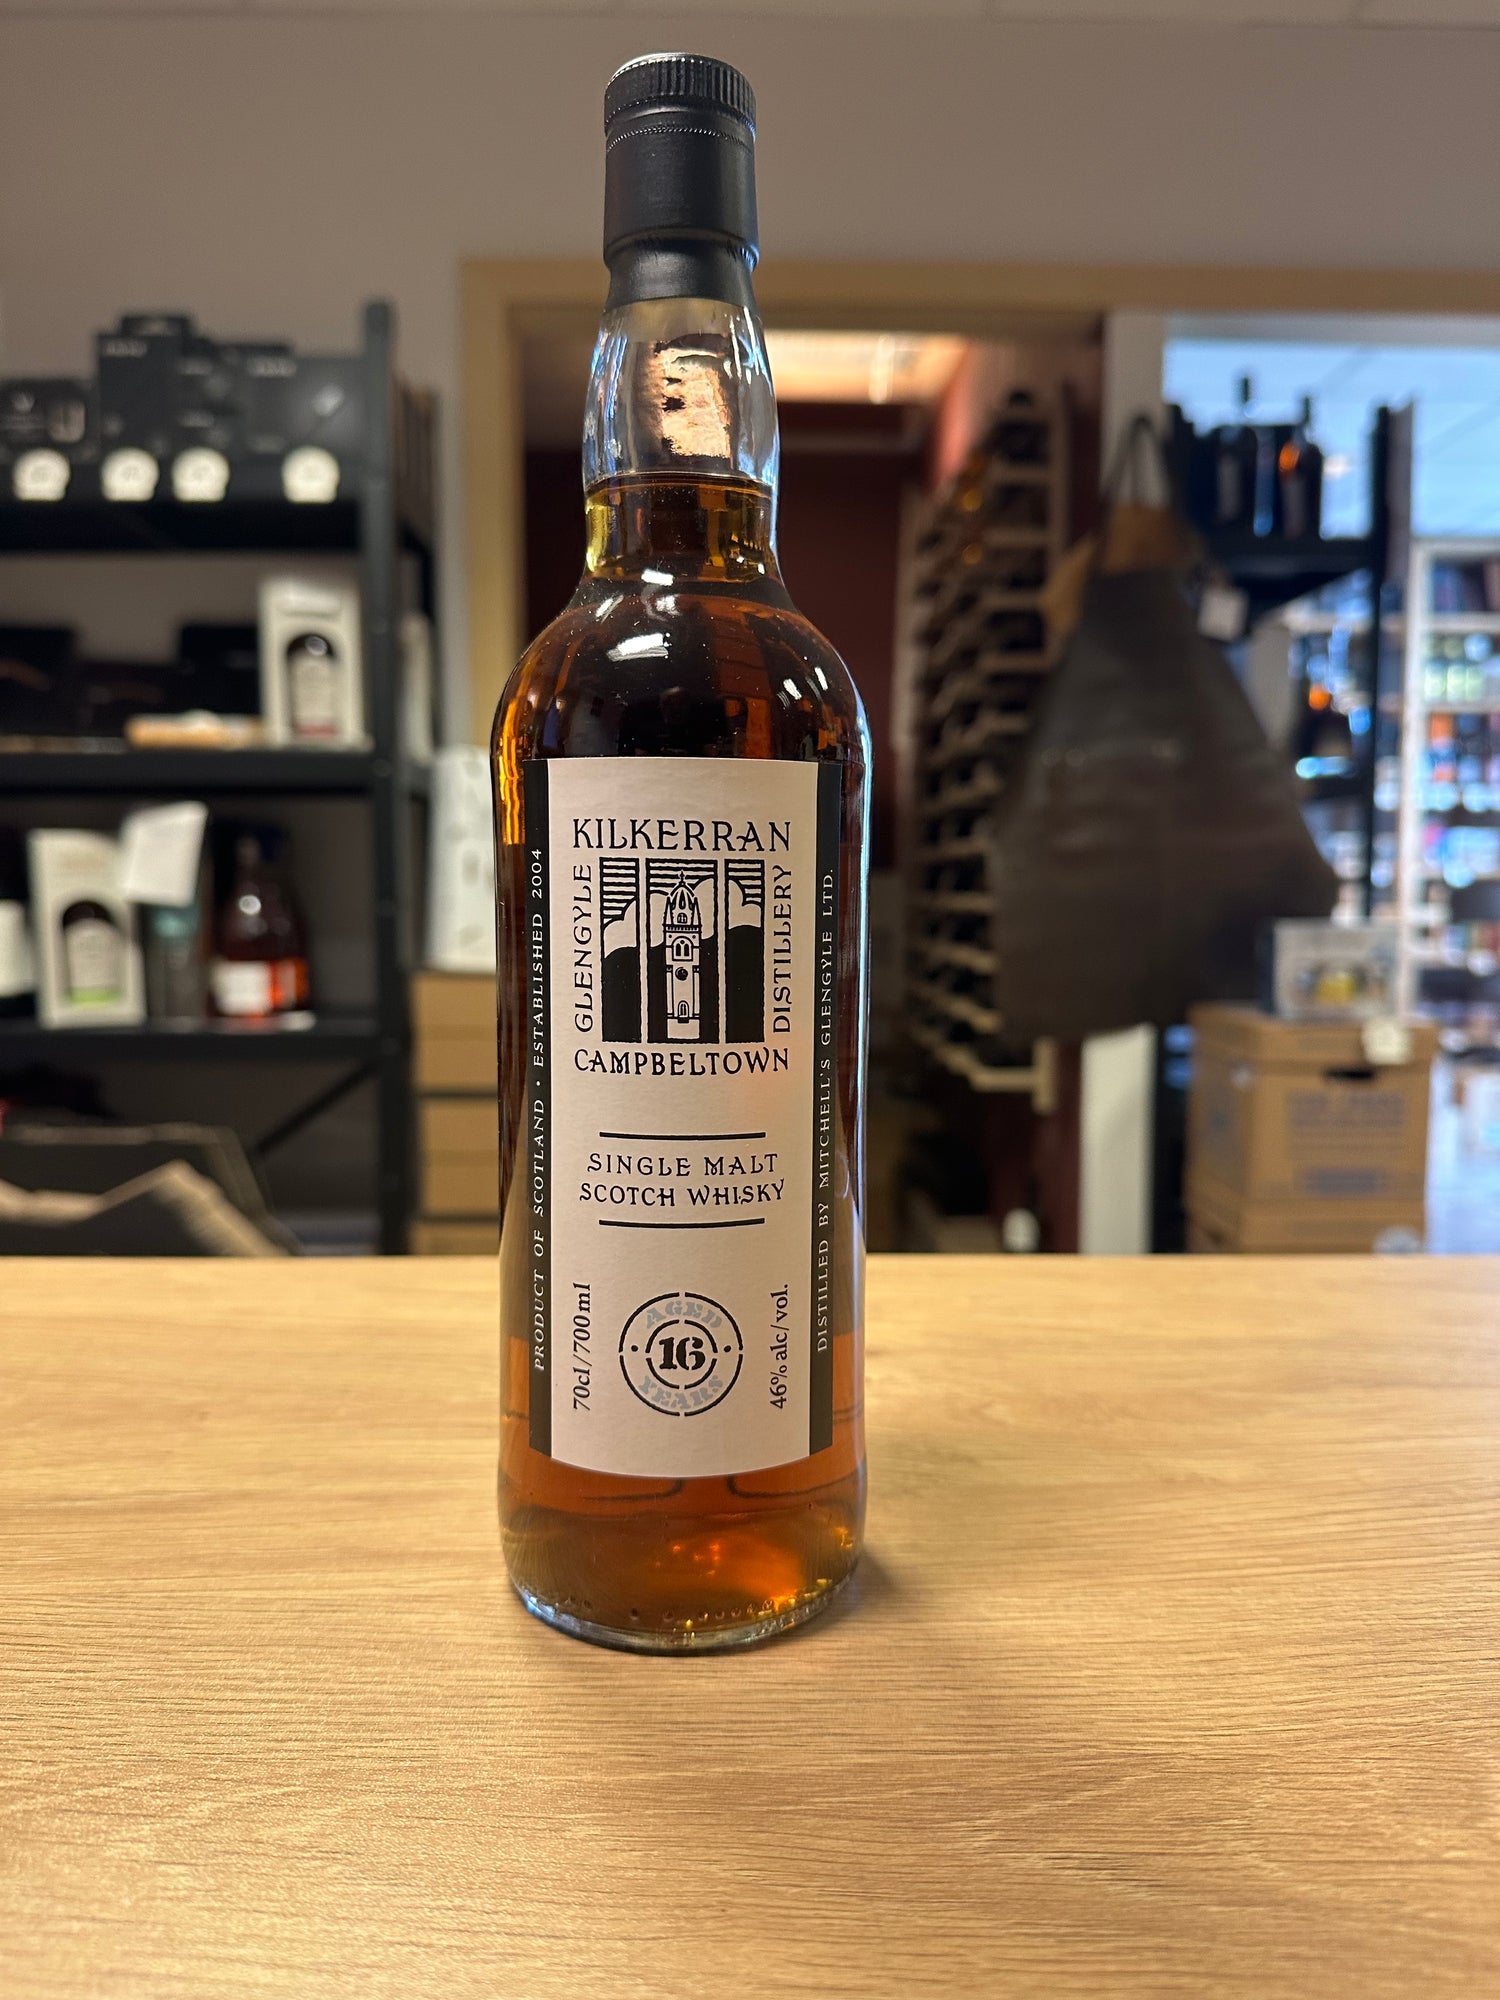 KILKERRAN
GLENGYLE
DISTILLERY
CAMPBELTOWN
SINGLE MALT
SCOTCH WHISKY
70cl/700ml
AGED
16
YEARS
46% alc/vol.
PRODUCT OF SCOTLAND • ESTABLISHED 2004
DISTILLED BY MITCHELL'S GLENGYLE LTD.